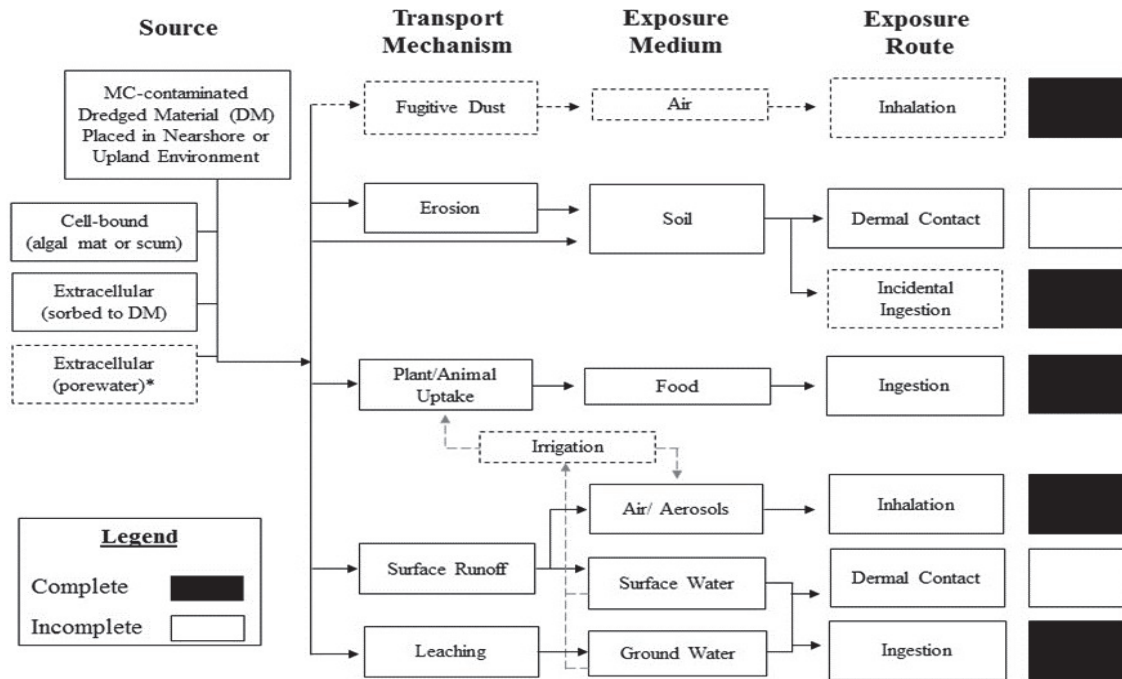 Source
Transport
Mechanism
Exposure
Medium
Exposure
Route
MC-contaminated
Dredged Material (DM)
Placed in Nearshore or
Upland Environment
Cell-bound
(algal mat or scum)
Extracellular
(sorbed to DM)
Extracellular
(porewater)*
Fugitive Dust
Air
Inhalation
Erosion
Soil
Dermal Contact
Incidental
Ingestion
Plant/Animal
Uptake
Food
Ingestion
Irrigation
Air/ Aerosols
Inhalation
Surface Runoff
Surface Water
Dermal Contact
Leaching
Ground Water
Ingestion
Legend
Complete
Incomplete